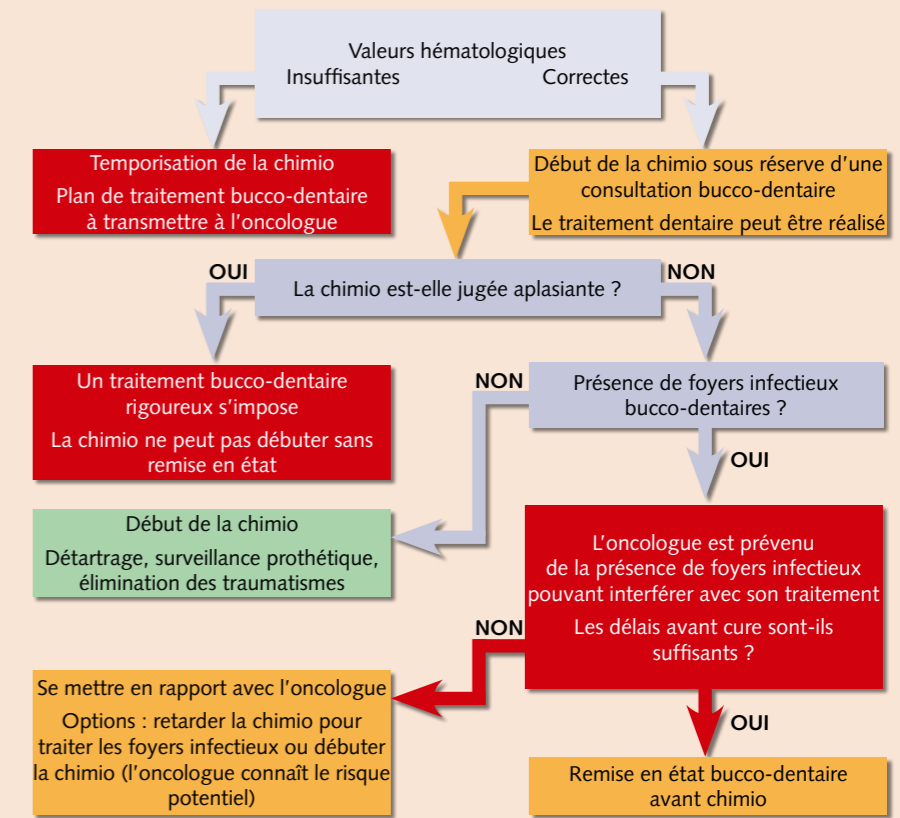 Valeurs hématologiques
Insuffisantes Correctes
Temporisation de la chimio
Plan de traitement bucco-dentaire
à transmettre à l'oncologue
Début de la chimio sous réserve d'une
consultation bucco-dentaire
Le traitement dentaire peut être réalisé
OUI
La chimio est-elle jugée aplasiante ?
NON
Un traitement bucco-dentaire
rigoureux s'impose
La chimio ne peut pas débuter sans
remise en état
NON
Présence de foyers infectieux
bucco-dentaires ?
OUI
Début de la chimio
Détartrage, surveillance prothétique,
élimination des traumatismes
L'oncologue est prévenu
de la présence de foyers infectieux
pouvant interférer avec son traitement
Les délais avant cure sont-ils
suffisants ?
NON
Se mettre en rapport avec l'oncologue
Options : retarder la chimio pour
traiter les foyers infectieux ou débuter
la chimio (l'oncologue connaît le risque
potentiel)
OUI
Remise en état bucco-dentaire
avant chimio